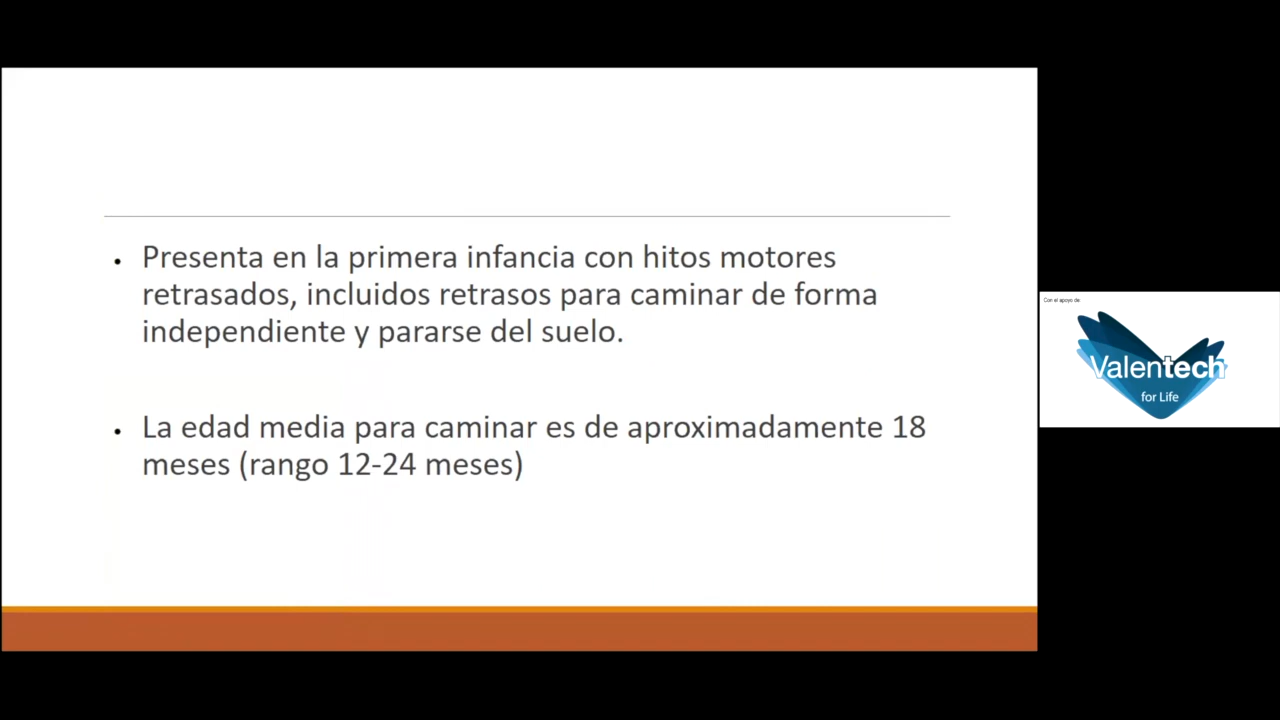 Presenta en la primera infancia con hitos motores
retrasados, incluidos retrasos para caminar de forma
independiente y pararse del suelo.
La edad media para caminar es de aproximadamente 18
meses (rango 12-24 meses)
Con el apoyo de
Valentech
for Life